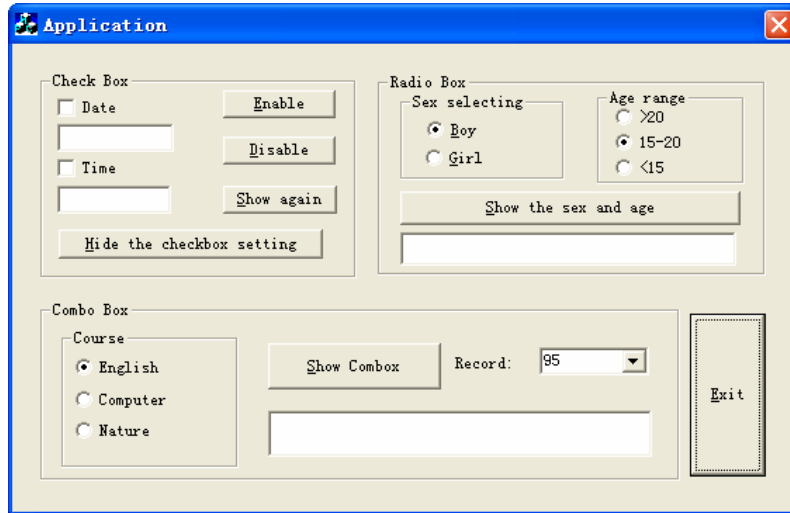 Application
Check Box
Date
Enable
Disable
Time
Show again
Hide the checkbox setting
Radio Box
Sex selecting
Boy
Girl
Age range
>20
15-20
<15
Show the sex and age
Combo Box
Course
English
Computer
Nature
Show Combox
Record:
95
Exit